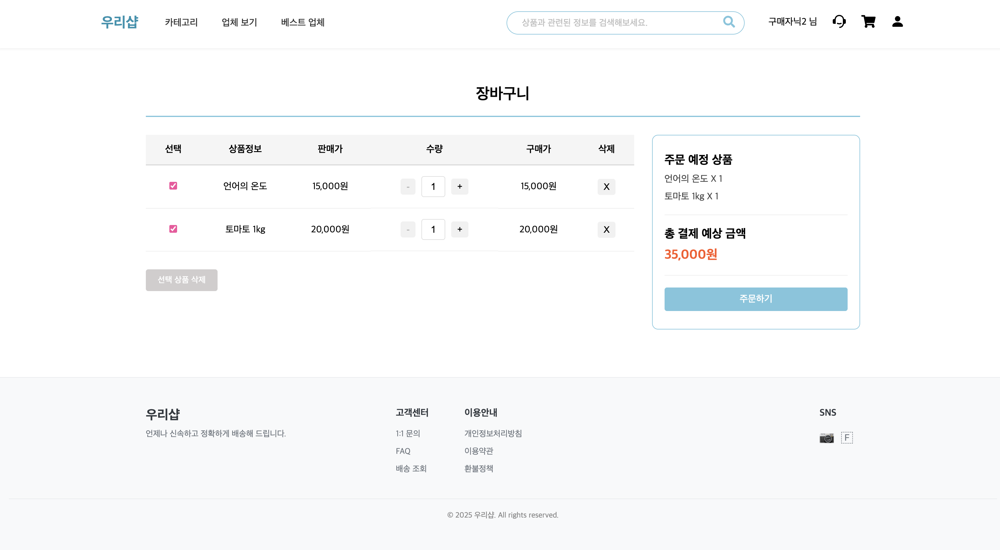 우리샵 카테고리 업체 보기 베스트 업체 상품과 관련된 정보를 검색해보세요. 구매자닉2 님
장바구니
선택 상품정보 판매가 수량 구매가 삭제
언어의 온도 15,000원 - 1 + 15,000원 X
토마토 1kg 20,000원 - 1 + 20,000원 X
선택 상품 삭제
주문 예정 상품
언어의 온도 X 1
토마토 1kg X 1
총 결제 예상 금액
35,000원
주문하기
우리샵
언제나 신속하고 정확하게 배송해 드립니다.
고객센터
1:1 문의
FAQ
배송 조회
이용안내
개인정보처리방침
이용약관
환불정책
SNS
F
© 2025 우리샵. All rights reserved.